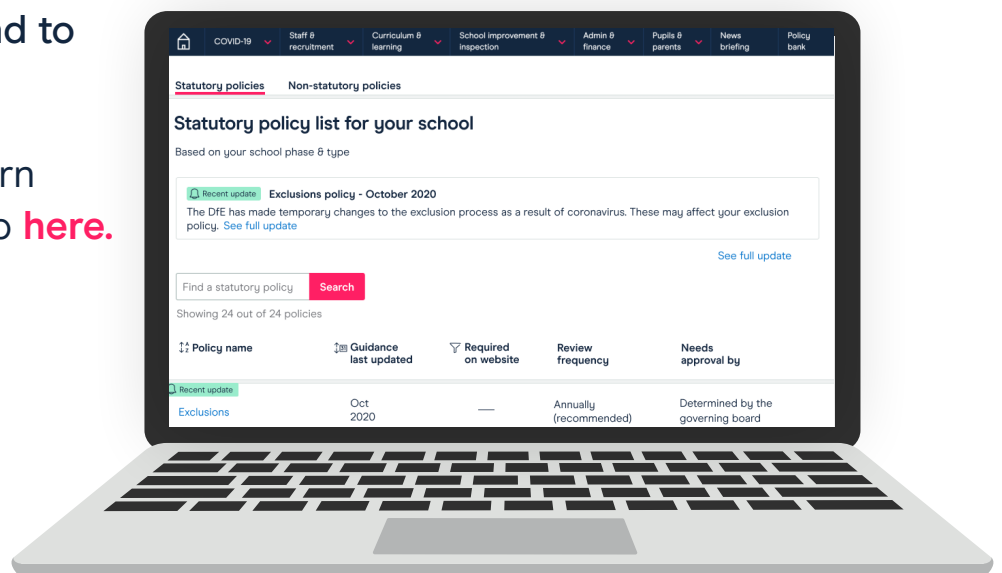 nd to
rn
o here.
COVID-19
Staff &
recruitment
Curriculum &
learning
School improvement &
inspection
Admin &
finance
Pupils &
parents
News
briefing
Policy
bank
Statutory policies Non-statutory policies
Statutory policy list for your school
Based on your school phase & type
Recent update Exclusions policy - October 2020
The DfE has made temporary changes to the exclusion process as a result of coronavirus. These may affect your exclusion
policy. See full update
See full update
Find a statutory policy Search
Showing 24 out of 24 policies
Policy name
Guidance
last updated
Required
on website
Review
frequency
Needs
approval by
Recent update
Exclusions
Oct
2020
—
Annually
(recommended)
Determined by the
governing board